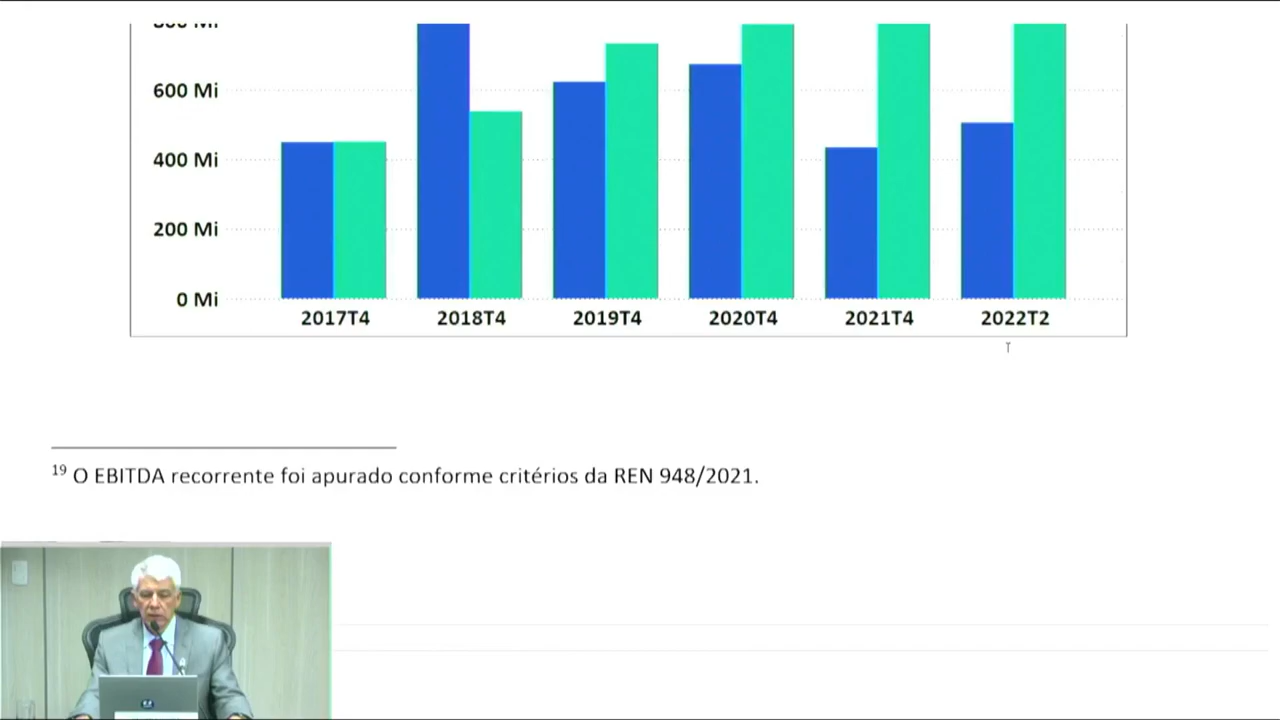 600 Mi
400 Mi
200 Mi
0 Mi
2017T4 2018T4 2019T4 2020T4 2021T4 2022T2
19 O EBITDA recorrente foi apurado conforme critérios da REN 948/2021.